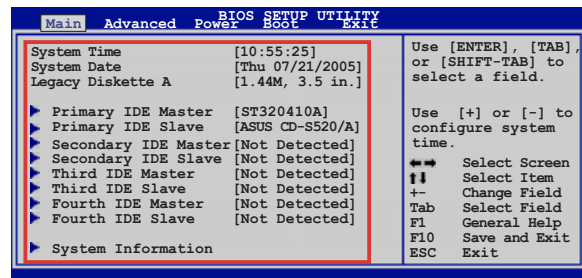 BIOS SETUP UTILITY
Main Advanced Power Boot Exit
System Time [10:55:25]
System Date [Thu 07/21/2005]
Legacy Diskette A [1.44M, 3.5 in.]
Primary IDE Master [ST320410A]
Primary IDE Slave [ASUS CD-S520/A]
Secondary IDE Master [Not Detected]
Secondary IDE Slave [Not Detected]
Third IDE Master [Not Detected]
Third IDE Slave [Not Detected]
Fourth IDE Master [Not Detected]
Fourth IDE Slave [Not Detected]
System Information
Use [ENTER], [TAB],
or [SHIFT-TAB] to
select a field.
Use [+] or [-] to
configure system
time.
Select Screen
Select Item
+- Change Field
Tab Select Field
F1 General Help
F10 Save and Exit
ESC Exit